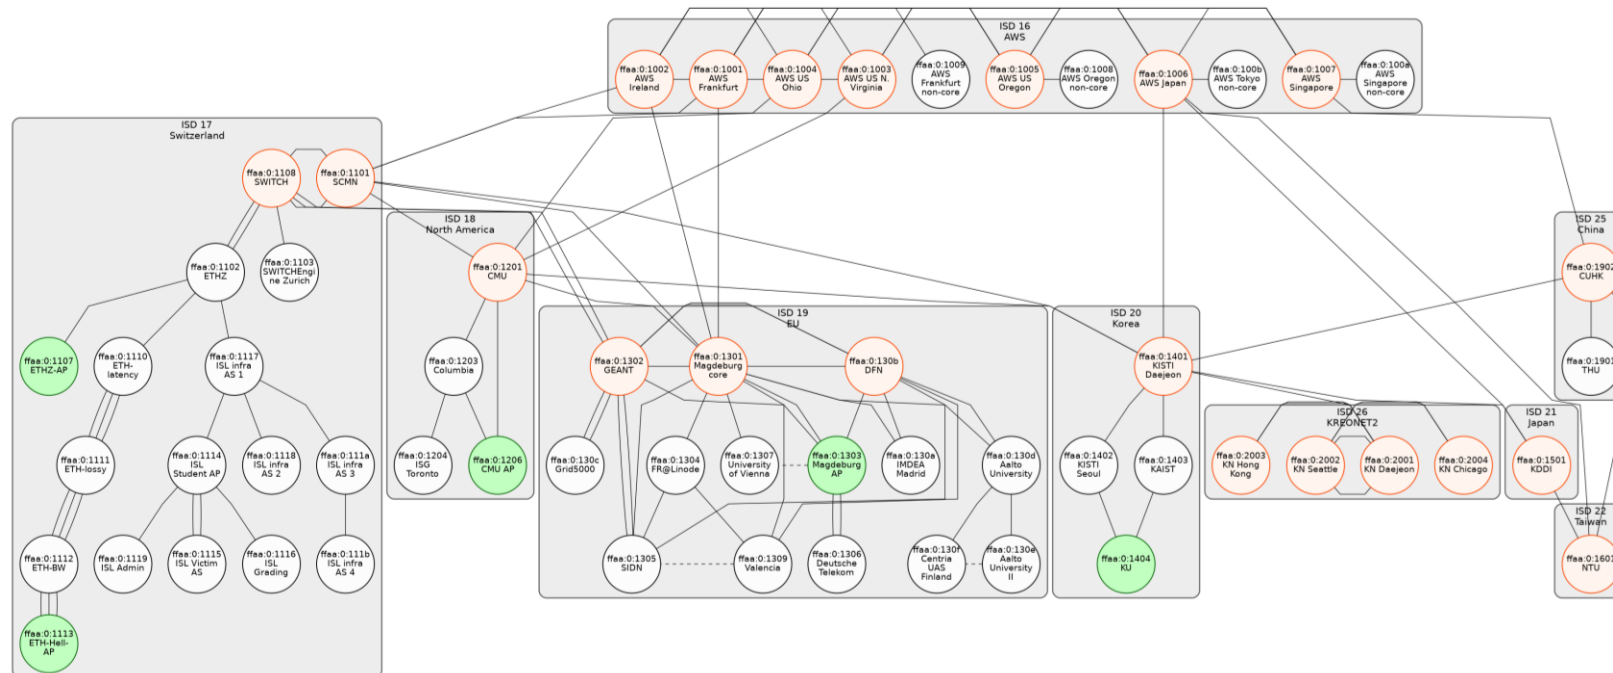 ISD 16
AWS
ffaa:0:1002
AWS
Ireland
ffaa:0:1001
AWS
Frankfurt
ffaa:0:1004
AWS US
Ohio
ffaa:0:1003
AWS US N.
Virginia
ffaa:0:1009
AWS
Frankfurt
non-core
ffaa:0:1005
AWS US
Oregon
ffaa:0:1008
AWS Oregon
non-core
ffaa:0:1006
AWS Japan
ffaa:0:100b
AWS Tokyo
non-core
ffaa:0:1007
AWS
Singapore
ffaa:0:100a
AWS
Singapore
non-core
ISD 17
Switzerland
ffaa:0:1108
SWITCH
ffaa:0:1101
SCMN
ffaa:0:1102
ETHZ
ffaa:0:1103
SWITCHEngi
ne Zurich
ffaa:0:1107
ETHZ-AP
ffaa:0:1110
ETH-
latency
ffaa:0:1117
ISL infra
AS 1
ffaa:0:1111
ETH-lossy
ffaa:0:1114
ISL
Student AP
ffaa:0:1118
ISL infra
AS 2
ffaa:0:111a
ISL infra
AS 3
ffaa:0:1112
ETH-BW
ffaa:0:1119
ISL Admin
ffaa:0:1115
ISL Victim
AS
ffaa:0:1116
ISL
Grading
ffaa:0:111b
ISL infra
AS 4
ffaa:0:1113
ETH-Hell-
AP
ISD 18
North America
ffaa:0:1201
CMU
ffaa:0:1203
Columbia
ffaa:0:1204
ISG
Toronto
ffaa:0:1206
CMU AP
ISD 19
EU
ffaa:0:1302
GEANT
ffaa:0:1301
Magdeburg
core
ffaa:0:130b
DFN
ffaa:0:130c
Grid5000
ffaa:0:1304
FR@Linode
ffaa:0:1307
University
of Vienna
ffaa:0:1303
Magdeburg
AP
ffaa:0:130a
IMDEA
Madrid
ffaa:0:130d
Aalto
University
ffaa:0:1305
SIDN
ffaa:0:1309
Valencia
ffaa:0:1306
Deutsche
Telekom
ffaa:0:130f
Centria
UAS
Finland
ffaa:0:130e
Aalto
University
II
ISD 20
Korea
ffaa:0:1401
KISTI
Daejeon
ffaa:0:1402
KISTI
Seoul
ffaa:0:1403
KAIST
ffaa:0:1404
KU
ISD 26
KREONET2
ffaa:0:2003
KN Hong
Kong
ffaa:0:2002
KN Seattle
ffaa:0:2001
KN Daejeon
ffaa:0:2004
KN Chicago
ISD 21
Japan
ffaa:0:1501
KDDI
ISD 25
China
ffaa:0:1902
CUHK
ffaa:0:1901
THU
ISD 22
Taiwan
ffaa:0:1601
NTU